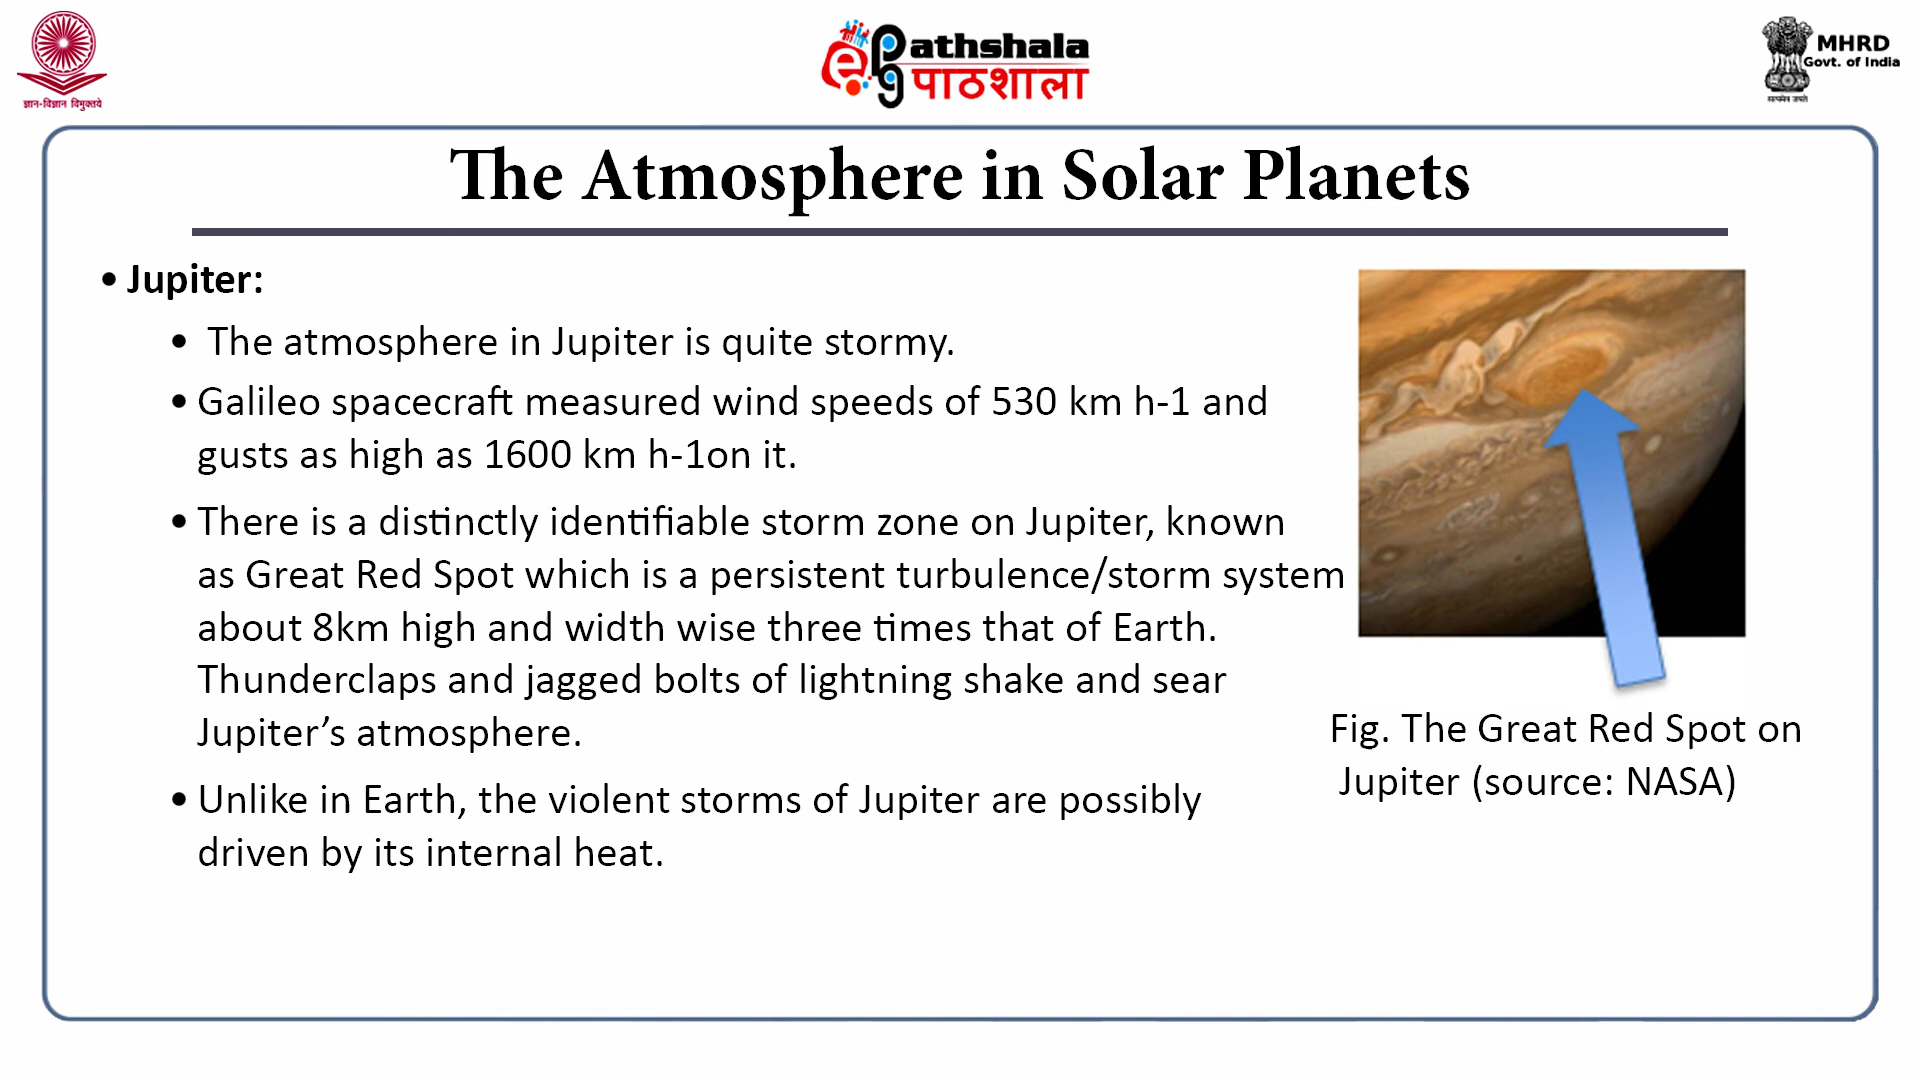 ज्ञान-विज्ञान विमुक्तये
ePathshala
पाठशाला
MHRD
Govt. of India
सत्यमेव जयते
The Atmosphere in Solar Planets
• Jupiter:
• The atmosphere in Jupiter is quite stormy.
• Galileo spacecraft measured wind speeds of 530 km h-1 and
gusts as high as 1600 km h-1on it.
• There is a distinctly identifiable storm zone on Jupiter, known
as Great Red Spot which is a persistent turbulence/storm system
about 8km high and width wise three times that of Earth.
Thunderclaps and jagged bolts of lightning shake and sear
Jupiter’s atmosphere.
• Unlike in Earth, the violent storms of Jupiter are possibly
driven by its internal heat.
Fig. The Great Red Spot on
Jupiter (source: NASA)